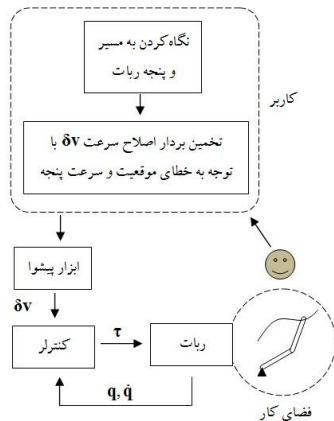 نگاه کردن به مسیر
و پنجه ربات
کاربر
تخمین بردار اصلاح سرعت δv با
توجه به خطای موقعیت و سرعت پنجه
ابزار پیشوا
δv
کنترلر
τ
ربات
q, q̇
فضای کار